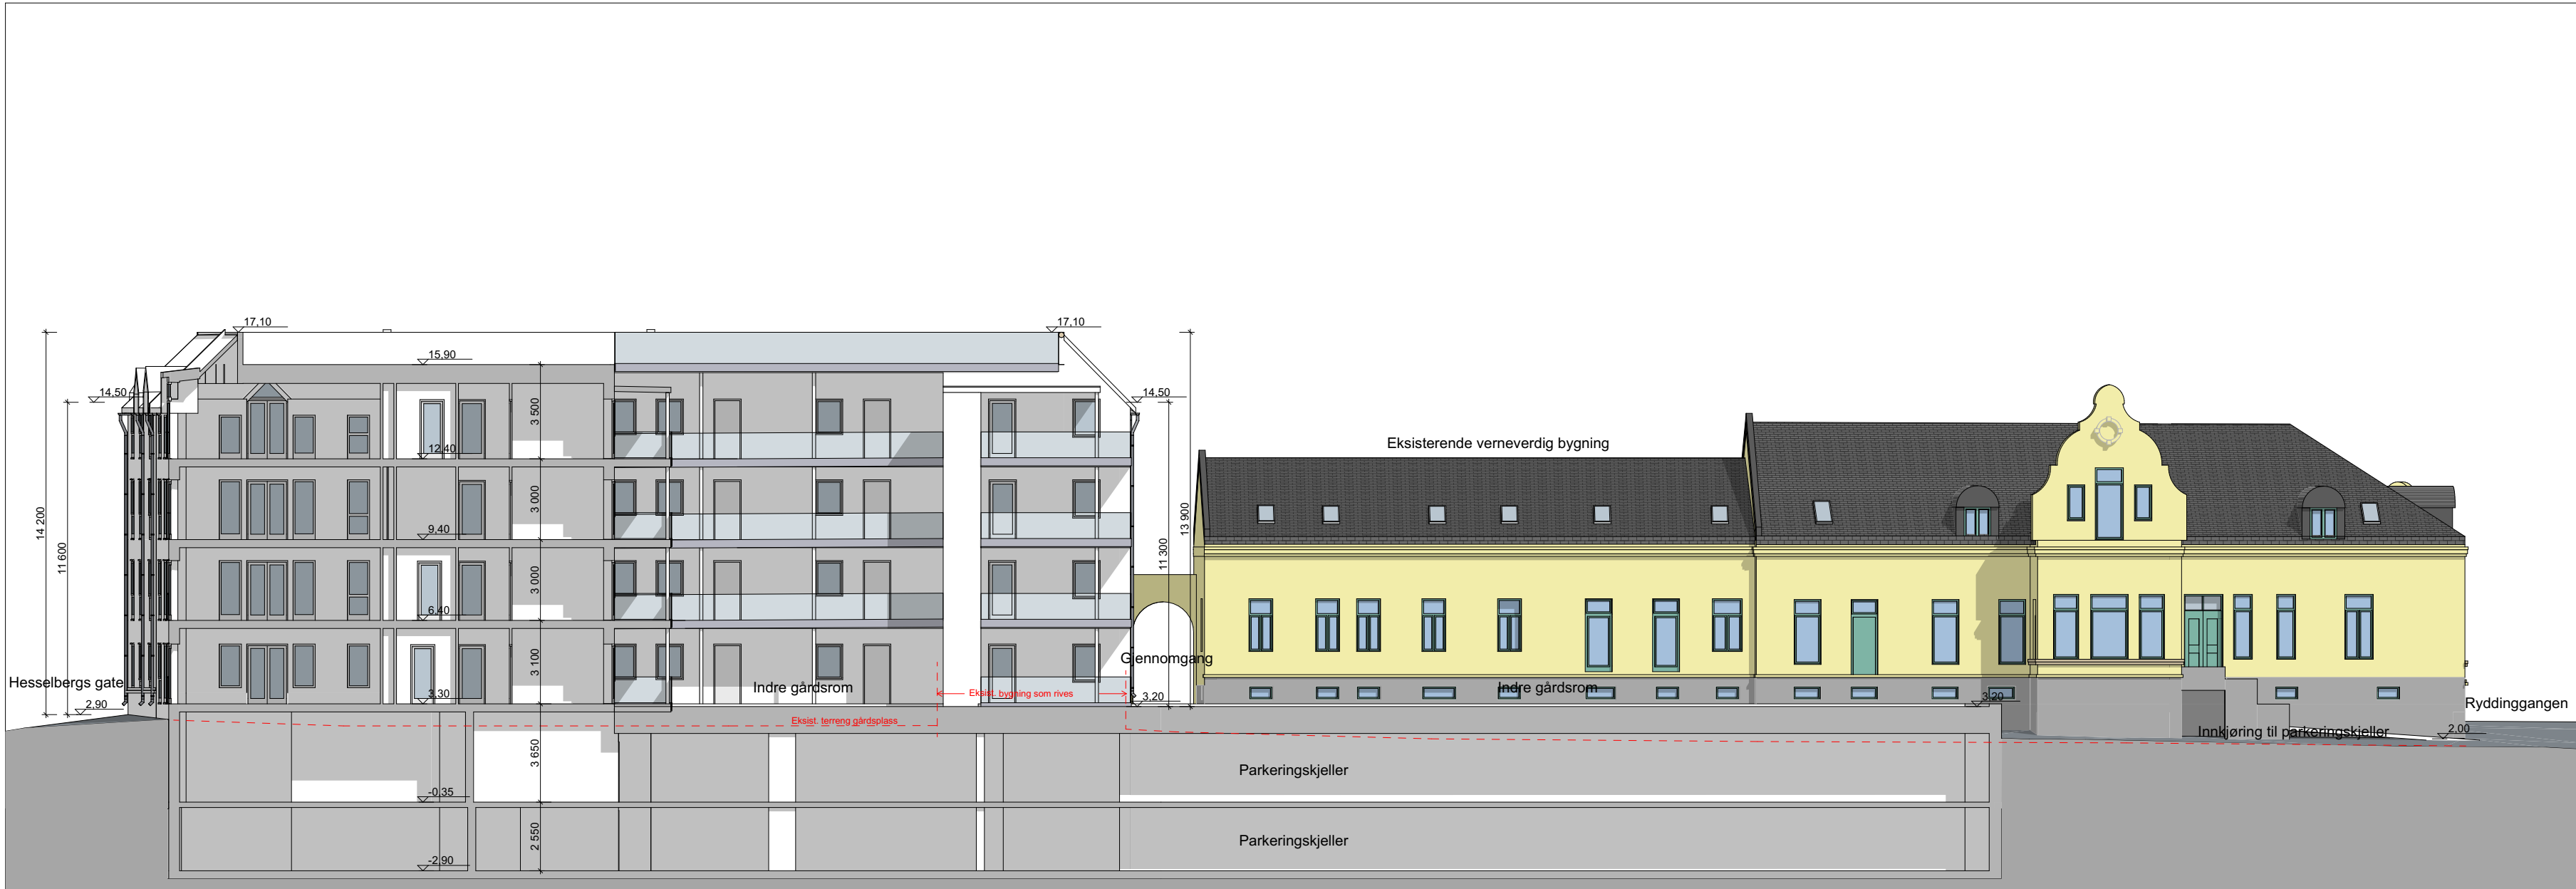 17,10
17,10
15,90
14,50
14,50
3 500
12,40
Eksisterende verneverdig bygning
3 000
9,40
14 200
11 600
13 900
11 300
3 000
6,40
3 100
Gjennomgang
Hesselbergs gate
Indre gårdsrom
Eksist. bygning som rives
Indre gårdsrom
3,30
3,20
3,20
2,90
Ryddinggangen
Eksist. terreng gårdsplass
Innkjøring til parkeringskjeller
2,00
3 650
Parkeringskjeller
-0,35
2 550
Parkeringskjeller
-2,90